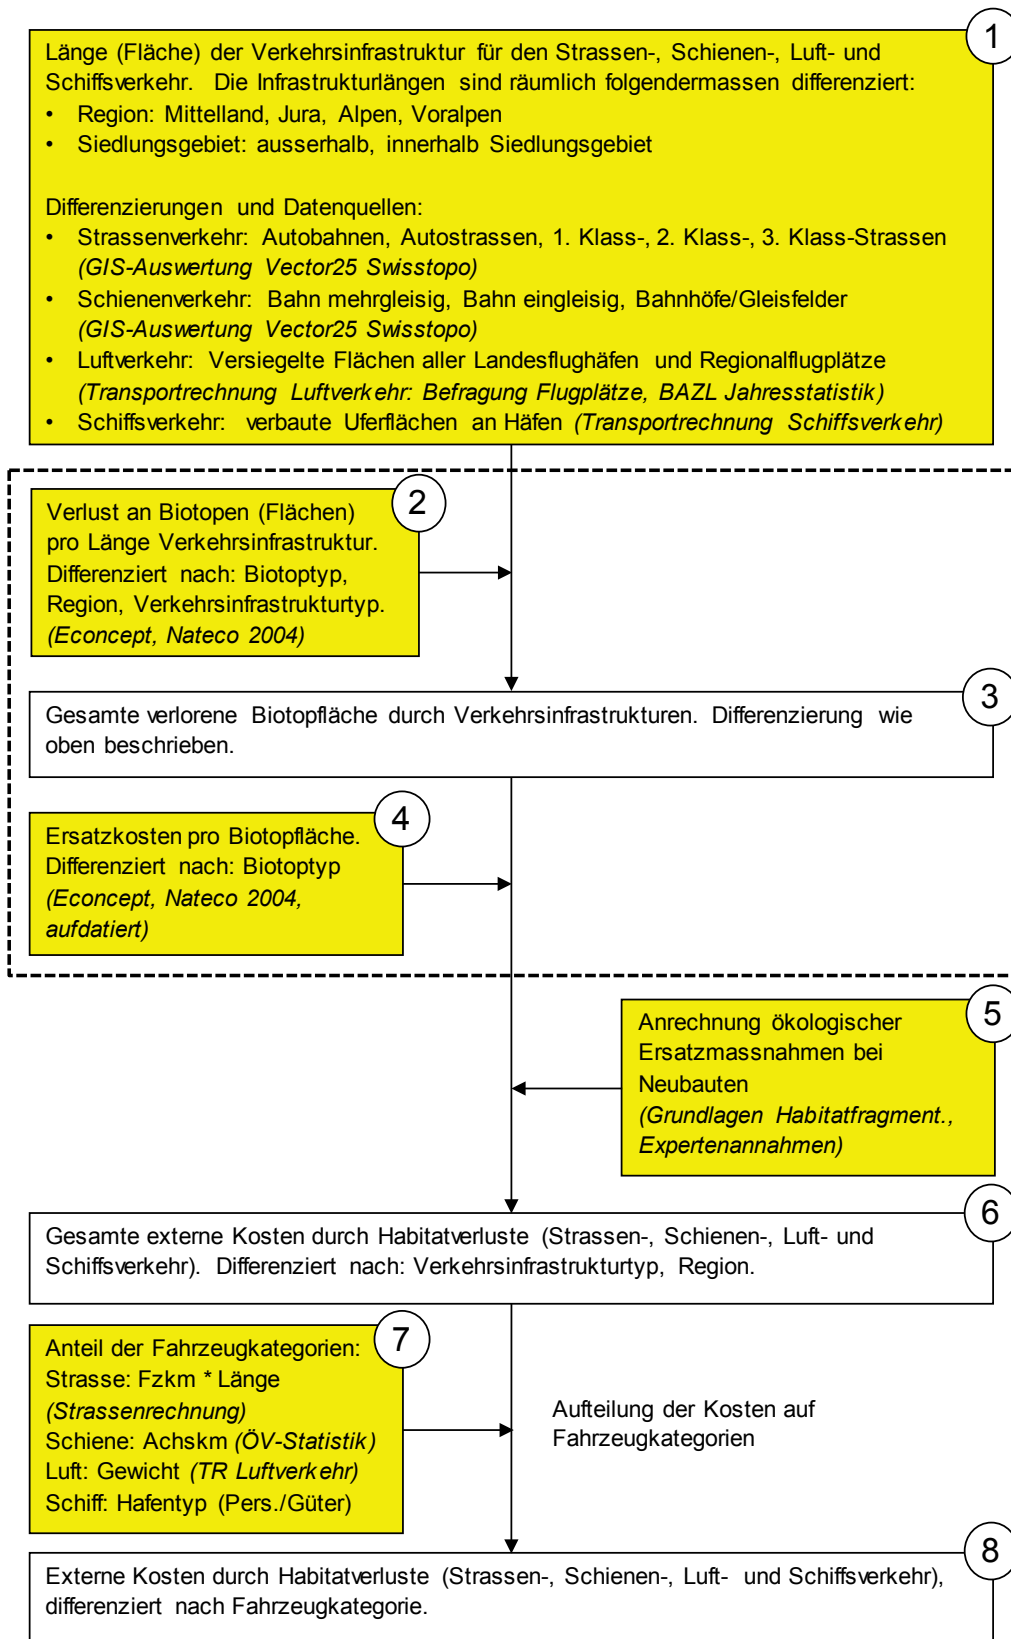 1
Länge (Fläche) der Verkehrsinfrastruktur für den Strassen-, Schienen-, Luft- und
Schiffsverkehr. Die Infrastrukturlängen sind räumlich folgendermassen differenziert:
• Region: Mittelland, Jura, Alpen, Voralpen
• Siedlungsgebiet: ausserhalb, innerhalb Siedlungsgebiet
Differenzierungen und Datenquellen:
• Strassenverkehr: Autobahnen, Autostrassen, 1. Klass-, 2. Klass-, 3. Klass-Strassen
(GIS-Auswertung Vector25 Swisstopo)
• Schienenverkehr: Bahn mehrgleisig, Bahn eingleisig, Bahnhöfe/Gleisfelder
(GIS-Auswertung Vector25 Swisstopo)
• Luftverkehr: Versiegelte Flächen aller Landesflughäfen und Regionalflugplätze
(Transportrechnung Luftverkehr: Befragung Flugplätze, BAZL Jahresstatistik)
• Schiffsverkehr: verbaute Uferflächen an Häfen (Transportrechnung Schiffsverkehr)
2
Verlust an Biotopen (Flächen)
pro Länge Verkehrsinfrastruktur.
Differenziert nach: Biotoptyp,
Region, Verkehrsinfrastrukturtyp.
(Econcept, Nateco 2004)
3
Gesamte verlorene Biotopfläche durch Verkehrsinfrastrukturen. Differenzierung wie
oben beschrieben.
4
Ersatzkosten pro Biotopfläche.
Differenziert nach: Biotoptyp
(Econcept, Nateco 2004,
aufdatiert)
5
Anrechnung ökologischer
Ersatzmassnahmen bei
Neubauten
(Grundlagen Habitatfragment.,
Expertenannahmen)
6
Gesamte externe Kosten durch Habitatverluste (Strassen-, Schienen-, Luft- und
Schiffsverkehr). Differenziert nach: Verkehrsinfrastrukturtyp, Region.
7
Anteil der Fahrzeugkategorien:
Strasse: Fzkm * Länge
(Strassenrechnung)
Schiene: Achskm (ÖV-Statistik)
Luft: Gewicht (TR Luftverkehr)
Schiff: Hafentyp (Pers./Güter)
Aufteilung der Kosten auf
Fahrzeugkategorien
8
Externe Kosten durch Habitatverluste (Strassen-, Schienen-, Luft- und Schiffsverkehr),
differenziert nach Fahrzeugkategorie.